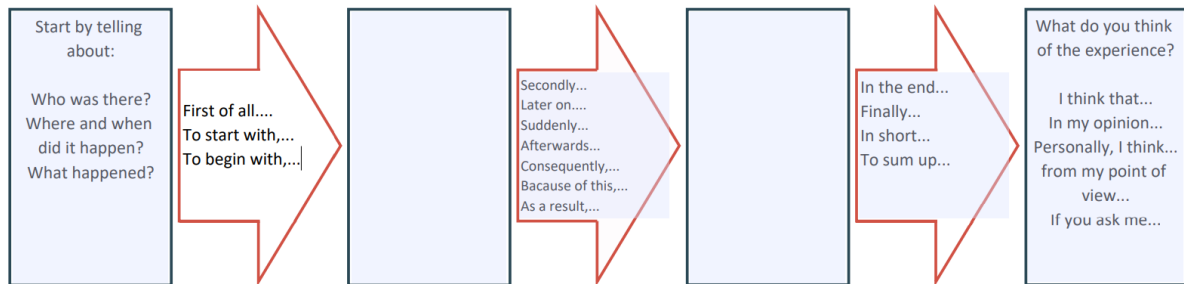 Start by telling
about:
Who was there?
Where and when
did it happen?
What happened?
First of all....
To start with,...
To begin with,...
Secondly...
Later on....
Suddenly...
Afterwards...
Consequently,...
Bacause of this,...
As a result,...
In the end...
Finally...
In short...
To sum up...
What do you think
of the experience?
I think that...
In my opinion...
Personally, I think...
from my point of
view...
If you ask me...